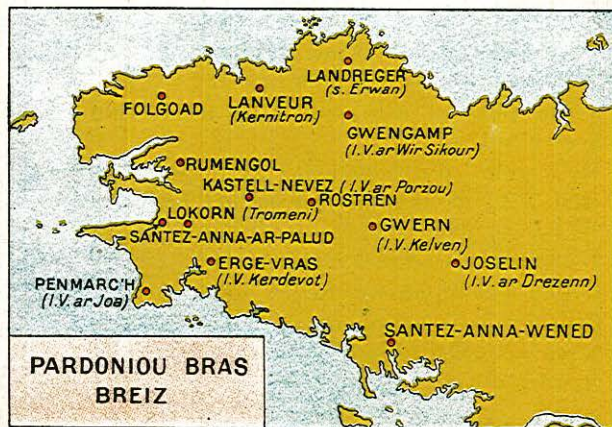 LANDREGER
(s. Erwan)
FOLGOAD
LANVEUR
(Kernitron)
GWENGAMP
(I.V. ar Wir Sikour)
RUMENGOL
KASTELL-NEVEZ (I.V. ar Porzou)
ROSTREN
LOKORN (Tromeni)
GWERN
(I.V. Kelven)
SANTEZ-ANNA-AR-PALUD
ERGE-VRAS
(I.V. Kerdevot)
JOSELIN
(I.V. ar Drezenn)
PENMARC'H
(I.V. ar Joa)
SANTEZ-ANNA-WENED
PARDONIOU BRAS
BREIZ